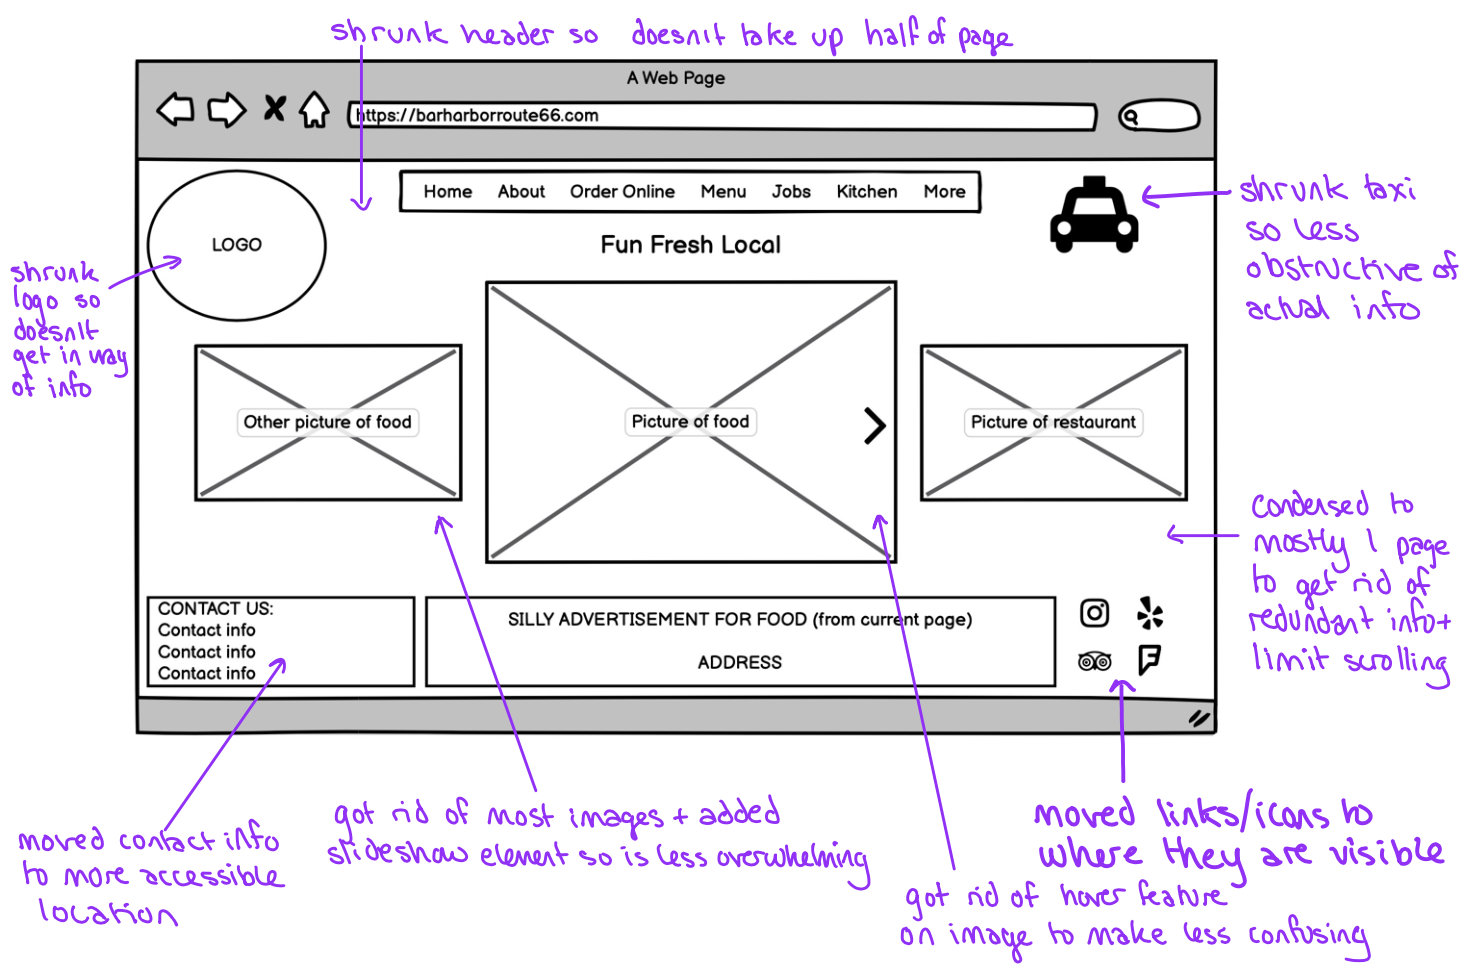 shrunk header so doesn't take up half of page
A Web Page
https://barharborroute66.com
Home About Order Online Menu Jobs Kitchen More
LOGO
Fun Fresh Local
shrunk taxi
so less
obstructive of
actual info
shrunk
logo so
doesn't
get in way
of info
Other picture of food
Picture of food
Picture of restaurant
condensed to
mostly 1 page
to get rid of
redundant info+
limit scrolling
CONTACT US:
Contact info
Contact info
Contact info
SILLY ADVERTISEMENT FOR FOOD (from current page)
ADDRESS
moved contact info
to more accessible
location
got rid of most images + added
slideshow element so is less overwhelming
moved links/icons to
where they are visible
got rid of hover feature
on image to make less confusing